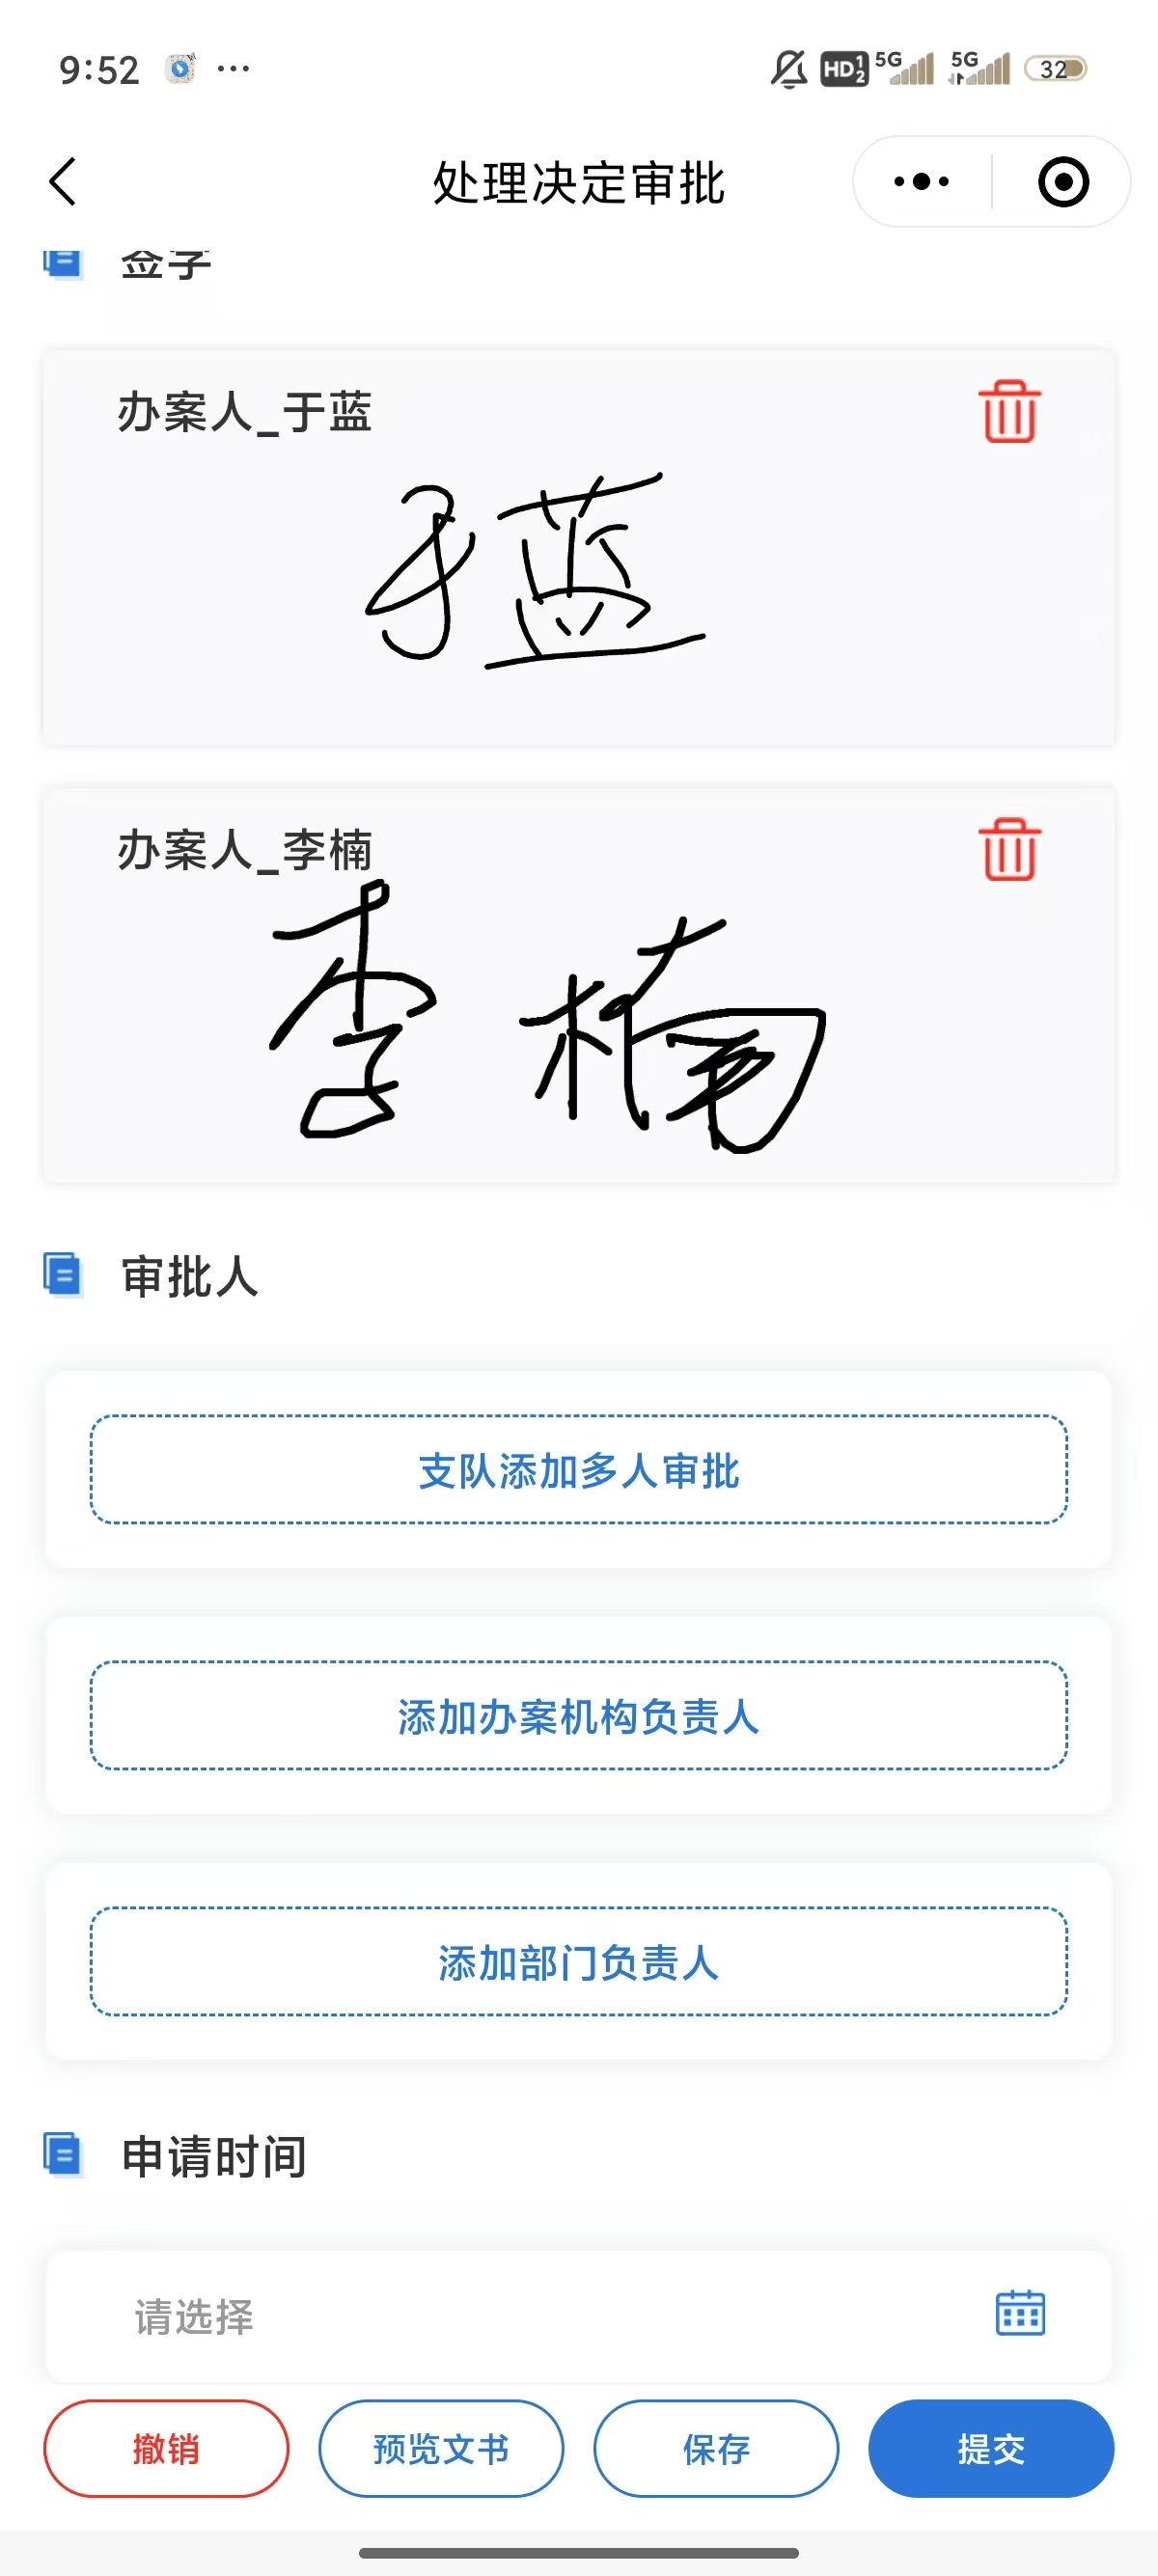 9:52
HD 1 2 5G 5G 32
处理决定审批
签字
办案人_于蓝
于蓝
办案人_李楠
李楠
审批人
支队添加多人审批
添加办案机构负责人
添加部门负责人
申请时间
请选择
撤销 预览文书 保存 提交